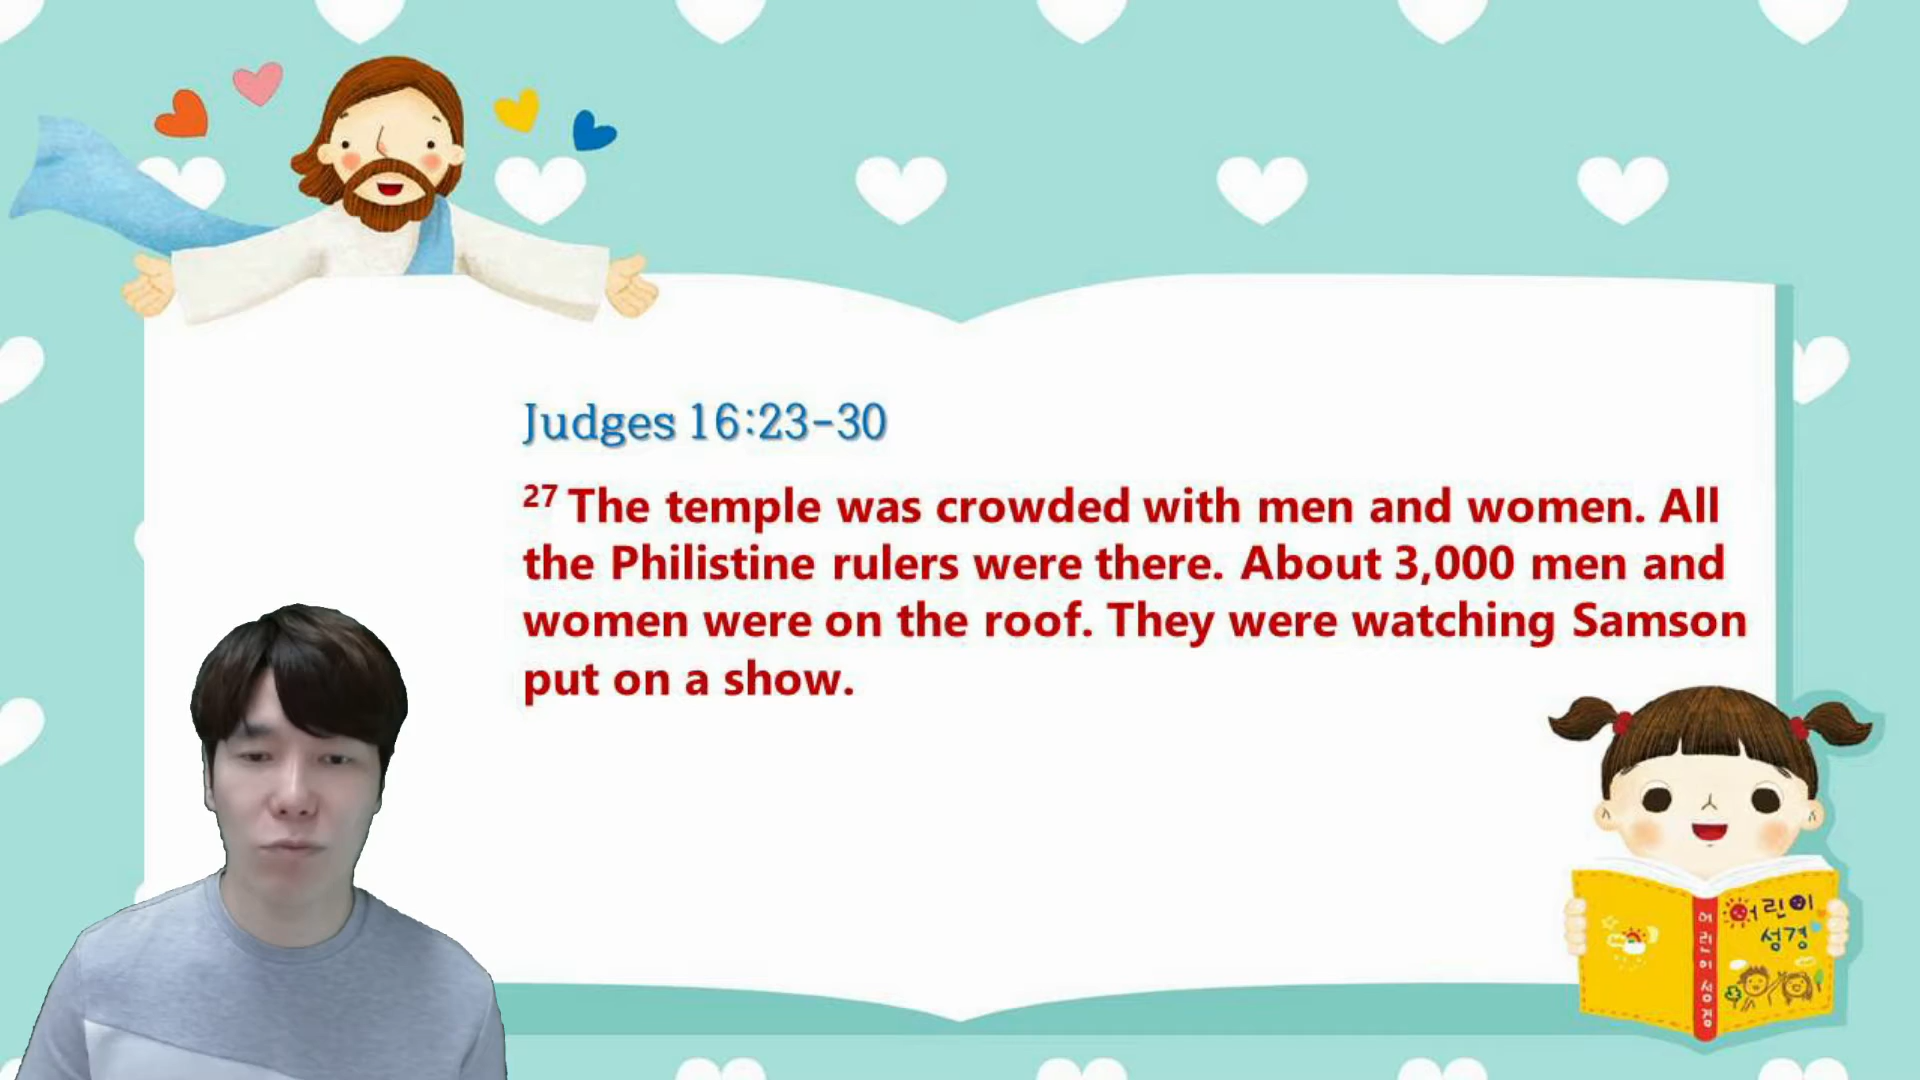 Judges 16:23-30
27 The temple was crowded with men and women. All
the Philistine rulers were there. About 3,000 men and
women were on the roof. They were watching Samson
put on a show.
어린이
성경
어린이 성경